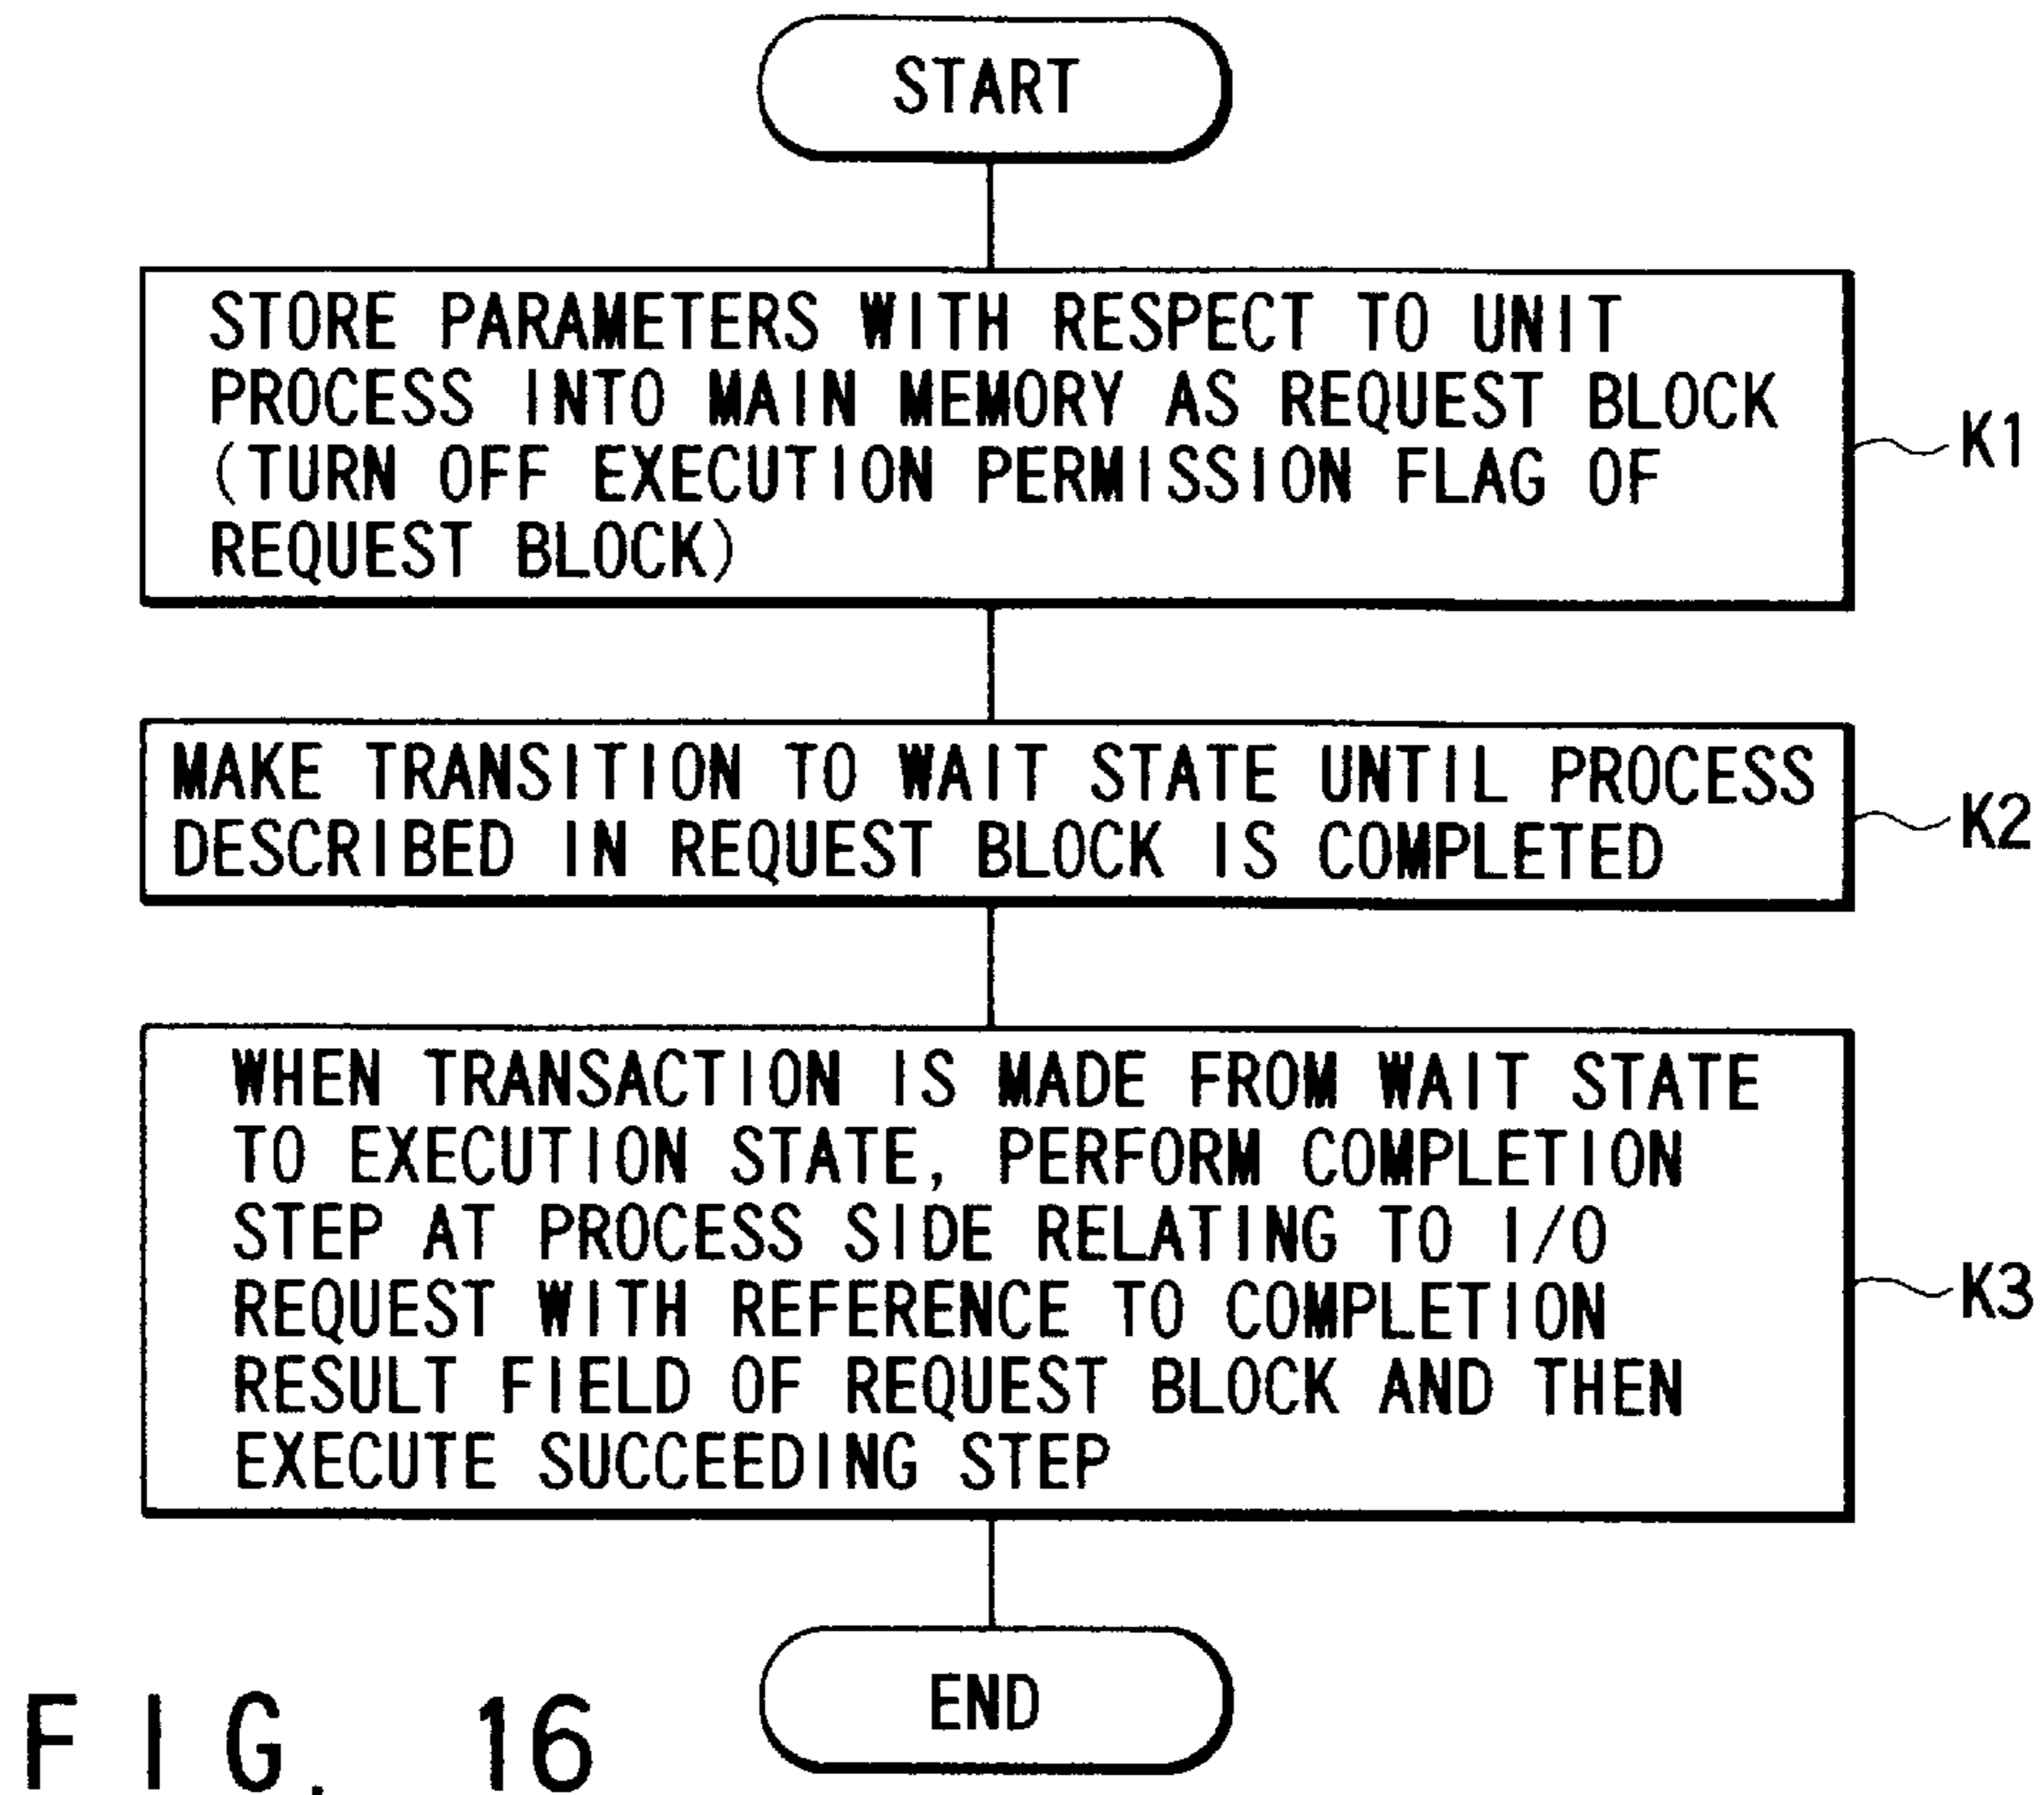 START
STORE PARAMETERS WITH RESPECT TO UNIT
PROCESS INTO MAIN MEMORY AS REQUEST BLOCK
(TURN OFF EXECUTION PERMISSION FLAG OF
REQUEST BLOCK)
K1
MAKE TRANSITION TO WAIT STATE UNTIL PROCESS
DESCRIBED IN REQUEST BLOCK IS COMPLETED
K2
WHEN TRANSACTION IS MADE FROM WAIT STATE
TO EXECUTION STATE, PERFORM COMPLETION
STEP AT PROCESS SIDE RELATING TO I/O
REQUEST WITH REFERENCE TO COMPLETION
RESULT FIELD OF REQUEST BLOCK AND THEN
EXECUTE SUCCEEDING STEP
K3
END
FIG. 16